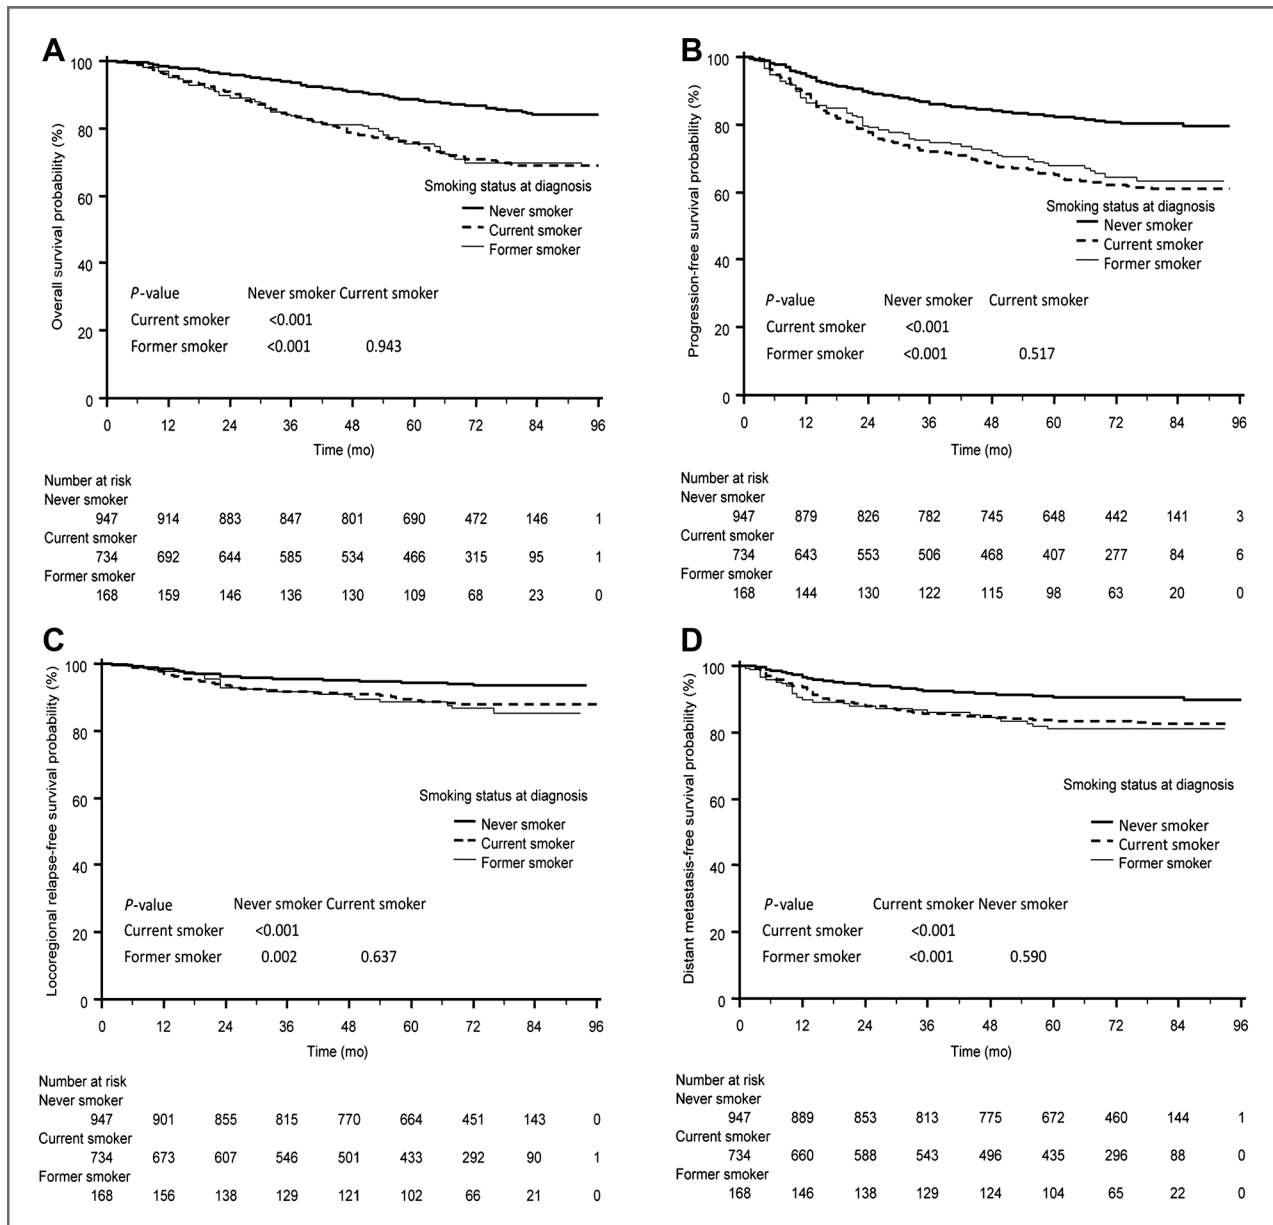 A
Overall survival probability (%)
100
80
60
40
20
0
Smoking status at diagnosis
Never smoker
Current smoker
Former smoker
P-value Never smoker Current smoker
Current smoker <0.001
Former smoker <0.001 0.943
0 12 24 36 48 60 72 84 96
Time (mo)
Number at risk
Never smoker
947 914 883 847 801 690 472 146 1
Current smoker
734 692 644 585 534 466 315 95 1
Former smoker
168 159 146 136 130 109 68 23 0
B
Progression-free survival probability (%)
100
80
60
40
20
0
Smoking status at diagnosis
Never smoker
Current smoker
Former smoker
P-value Never smoker Current smoker
Current smoker <0.001
Former smoker <0.001 0.517
0 12 24 36 48 60 72 84 96
Time (mo)
Number at risk
Never smoker
947 879 826 782 745 648 442 141 3
Current smoker
734 643 553 506 468 407 277 84 6
Former smoker
168 144 130 122 115 98 63 20 0
C
Locoregional relapse-free survival probability (%)
100
80
60
40
20
0
Smoking status at diagnosis
Never smoker
Current smoker
Former smoker
P-value Never smoker Current smoker
Current smoker <0.001
Former smoker 0.002 0.637
0 12 24 36 48 60 72 84 96
Time (mo)
Number at risk
Never smoker
947 901 855 815 770 664 451 143 0
Current smoker
734 673 607 546 501 433 292 90 1
Former smoker
168 156 138 129 121 102 66 21 0
D
Distant metastasis-free survival probability (%)
100
80
60
40
20
0
Smoking status at diagnosis
Never smoker
Current smoker
Former smoker
P-value Current smoker Never smoker
Current smoker <0.001
Former smoker <0.001 0.590
0 12 24 36 48 60 72 84 96
Time (mo)
Number at risk
Never smoker
947 889 853 813 775 672 460 144 1
Current smoker
734 660 588 543 496 435 296 88 0
Former smoker
168 146 138 129 124 104 65 22 0